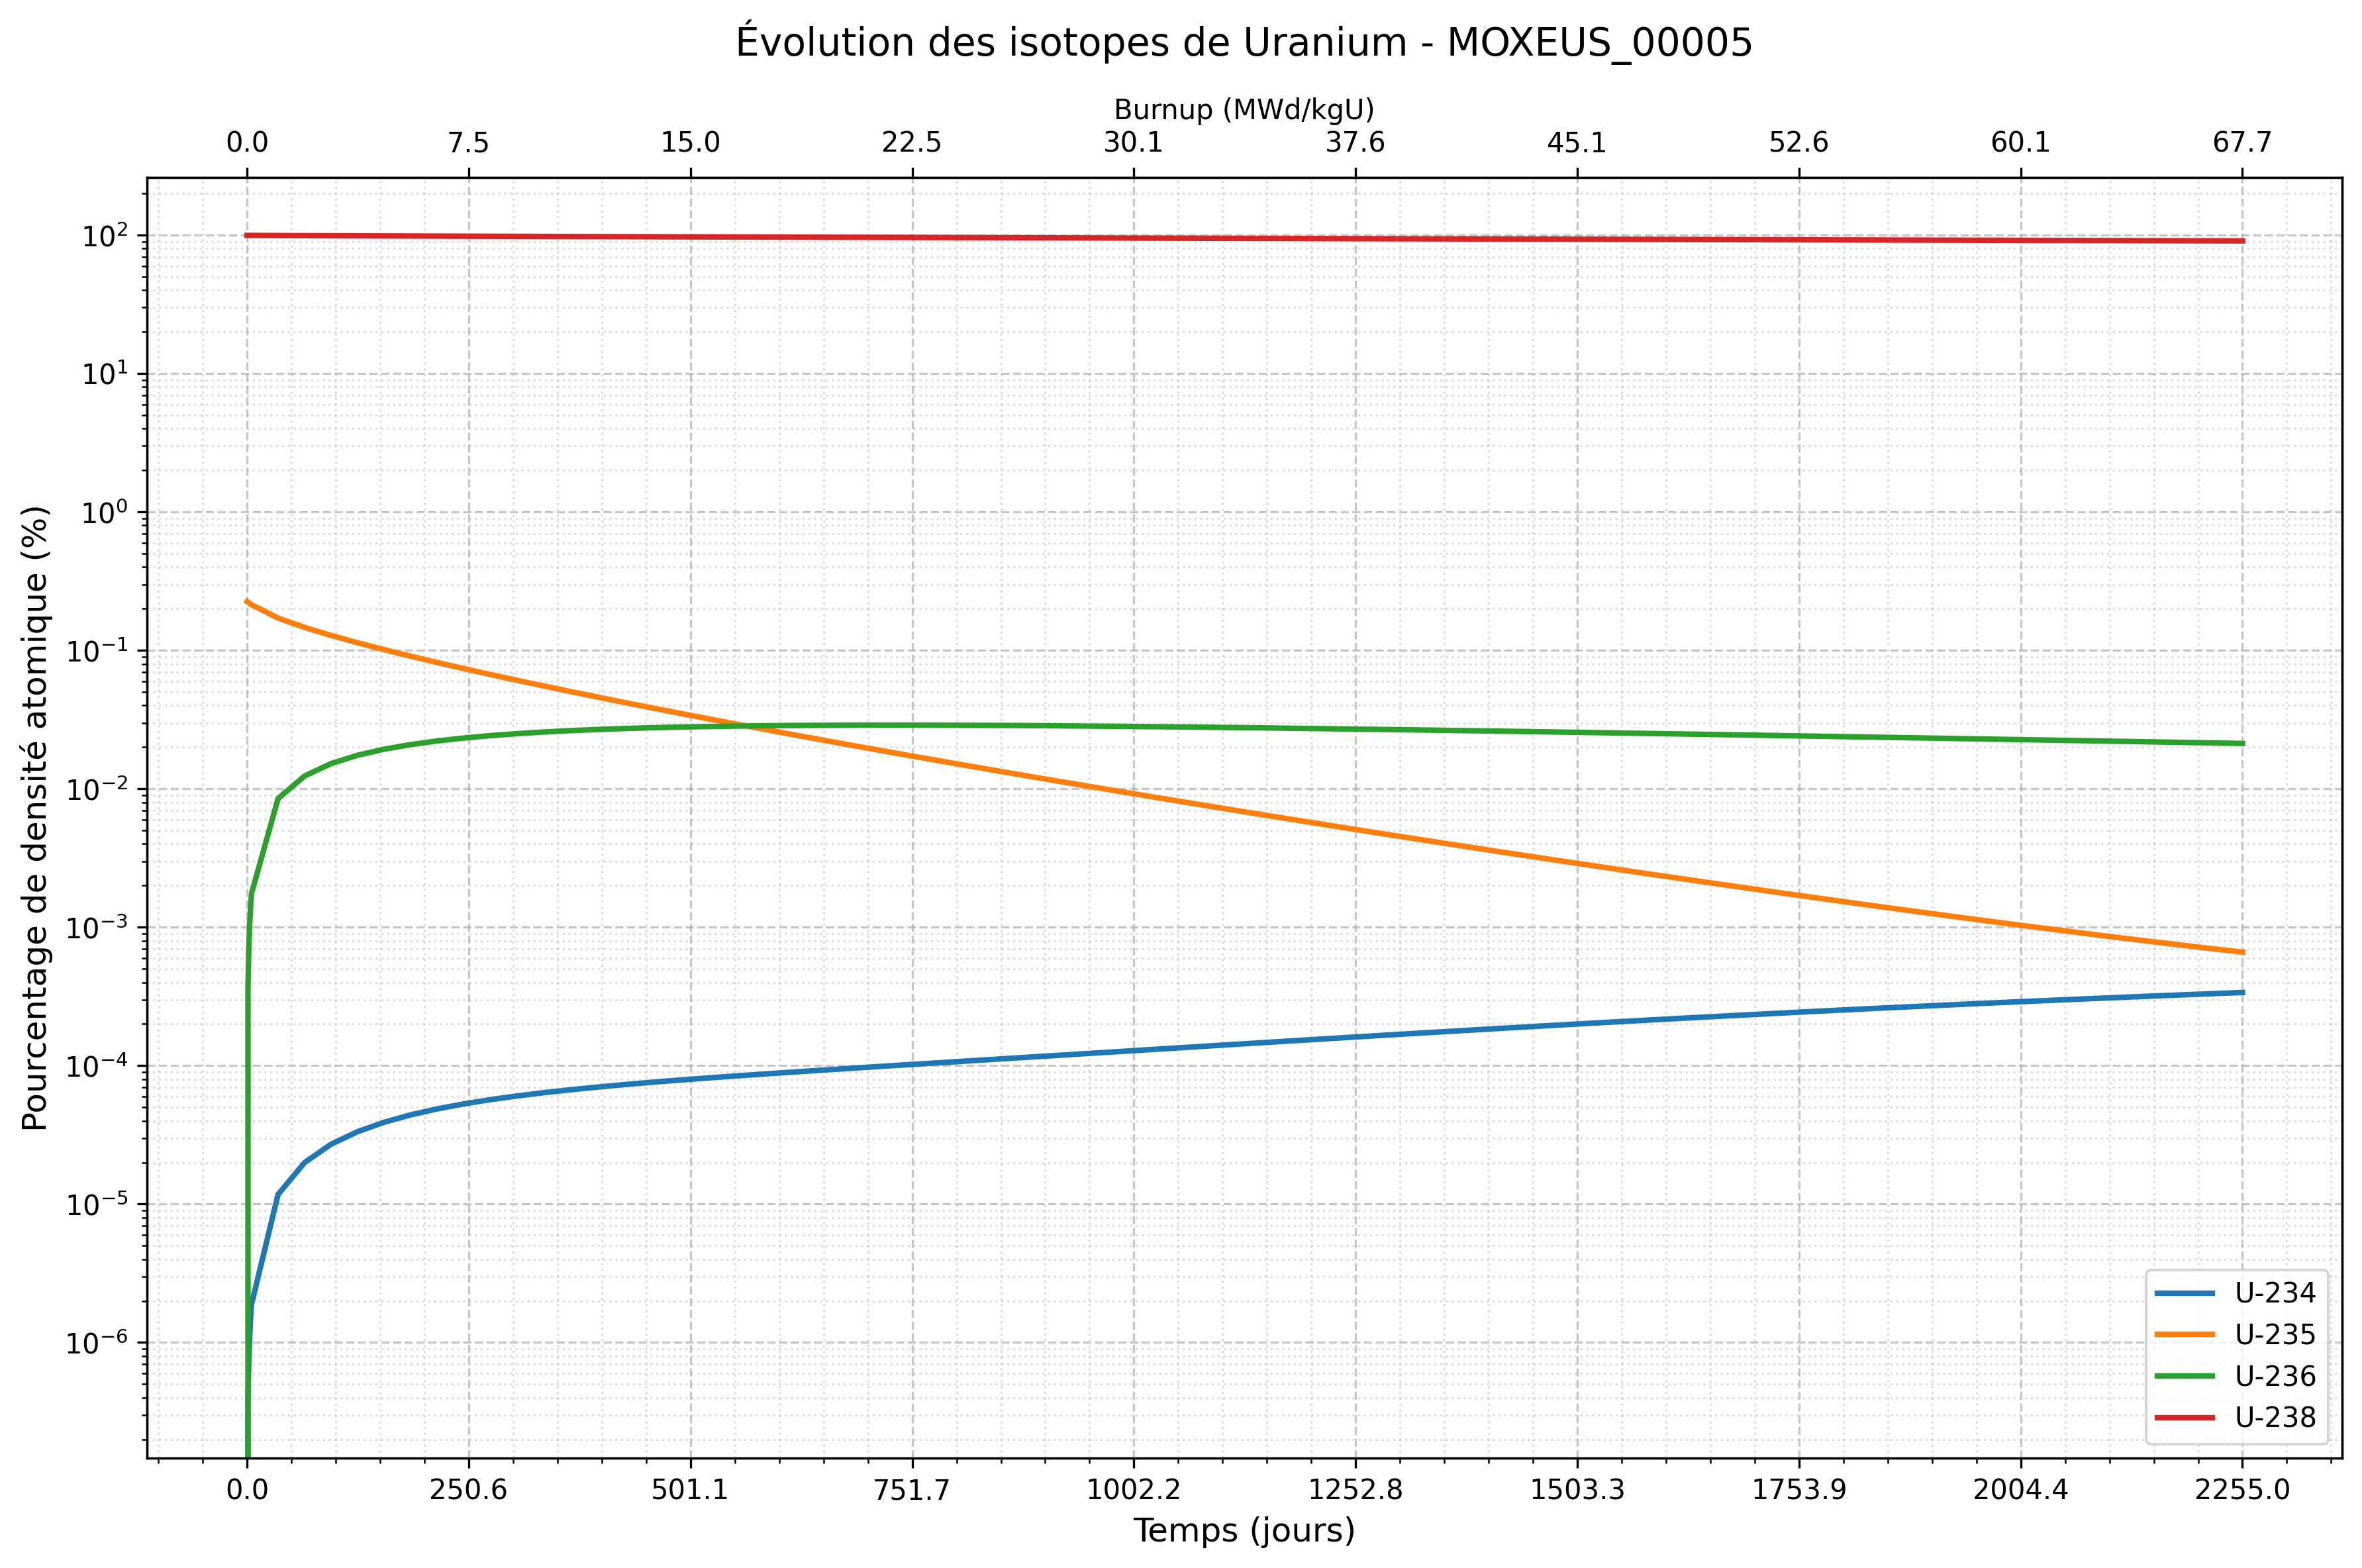 Évolution des isotopes de Uranium - MOXEUS_00005
Burnup (MWd/kgU)
0.0 7.5 15.0 22.5 30.1 37.6 45.1 52.6 60.1 67.7
Pourcentage de densité atomique (%)
10²
10¹
10⁰
10⁻¹
10⁻²
10⁻³
10⁻⁴
10⁻⁵
10⁻⁶
U-234
U-235
U-236
U-238
0.0 250.6 501.1 751.7 1002.2 1252.8 1503.3 1753.9 2004.4 2255.0
Temps (jours)